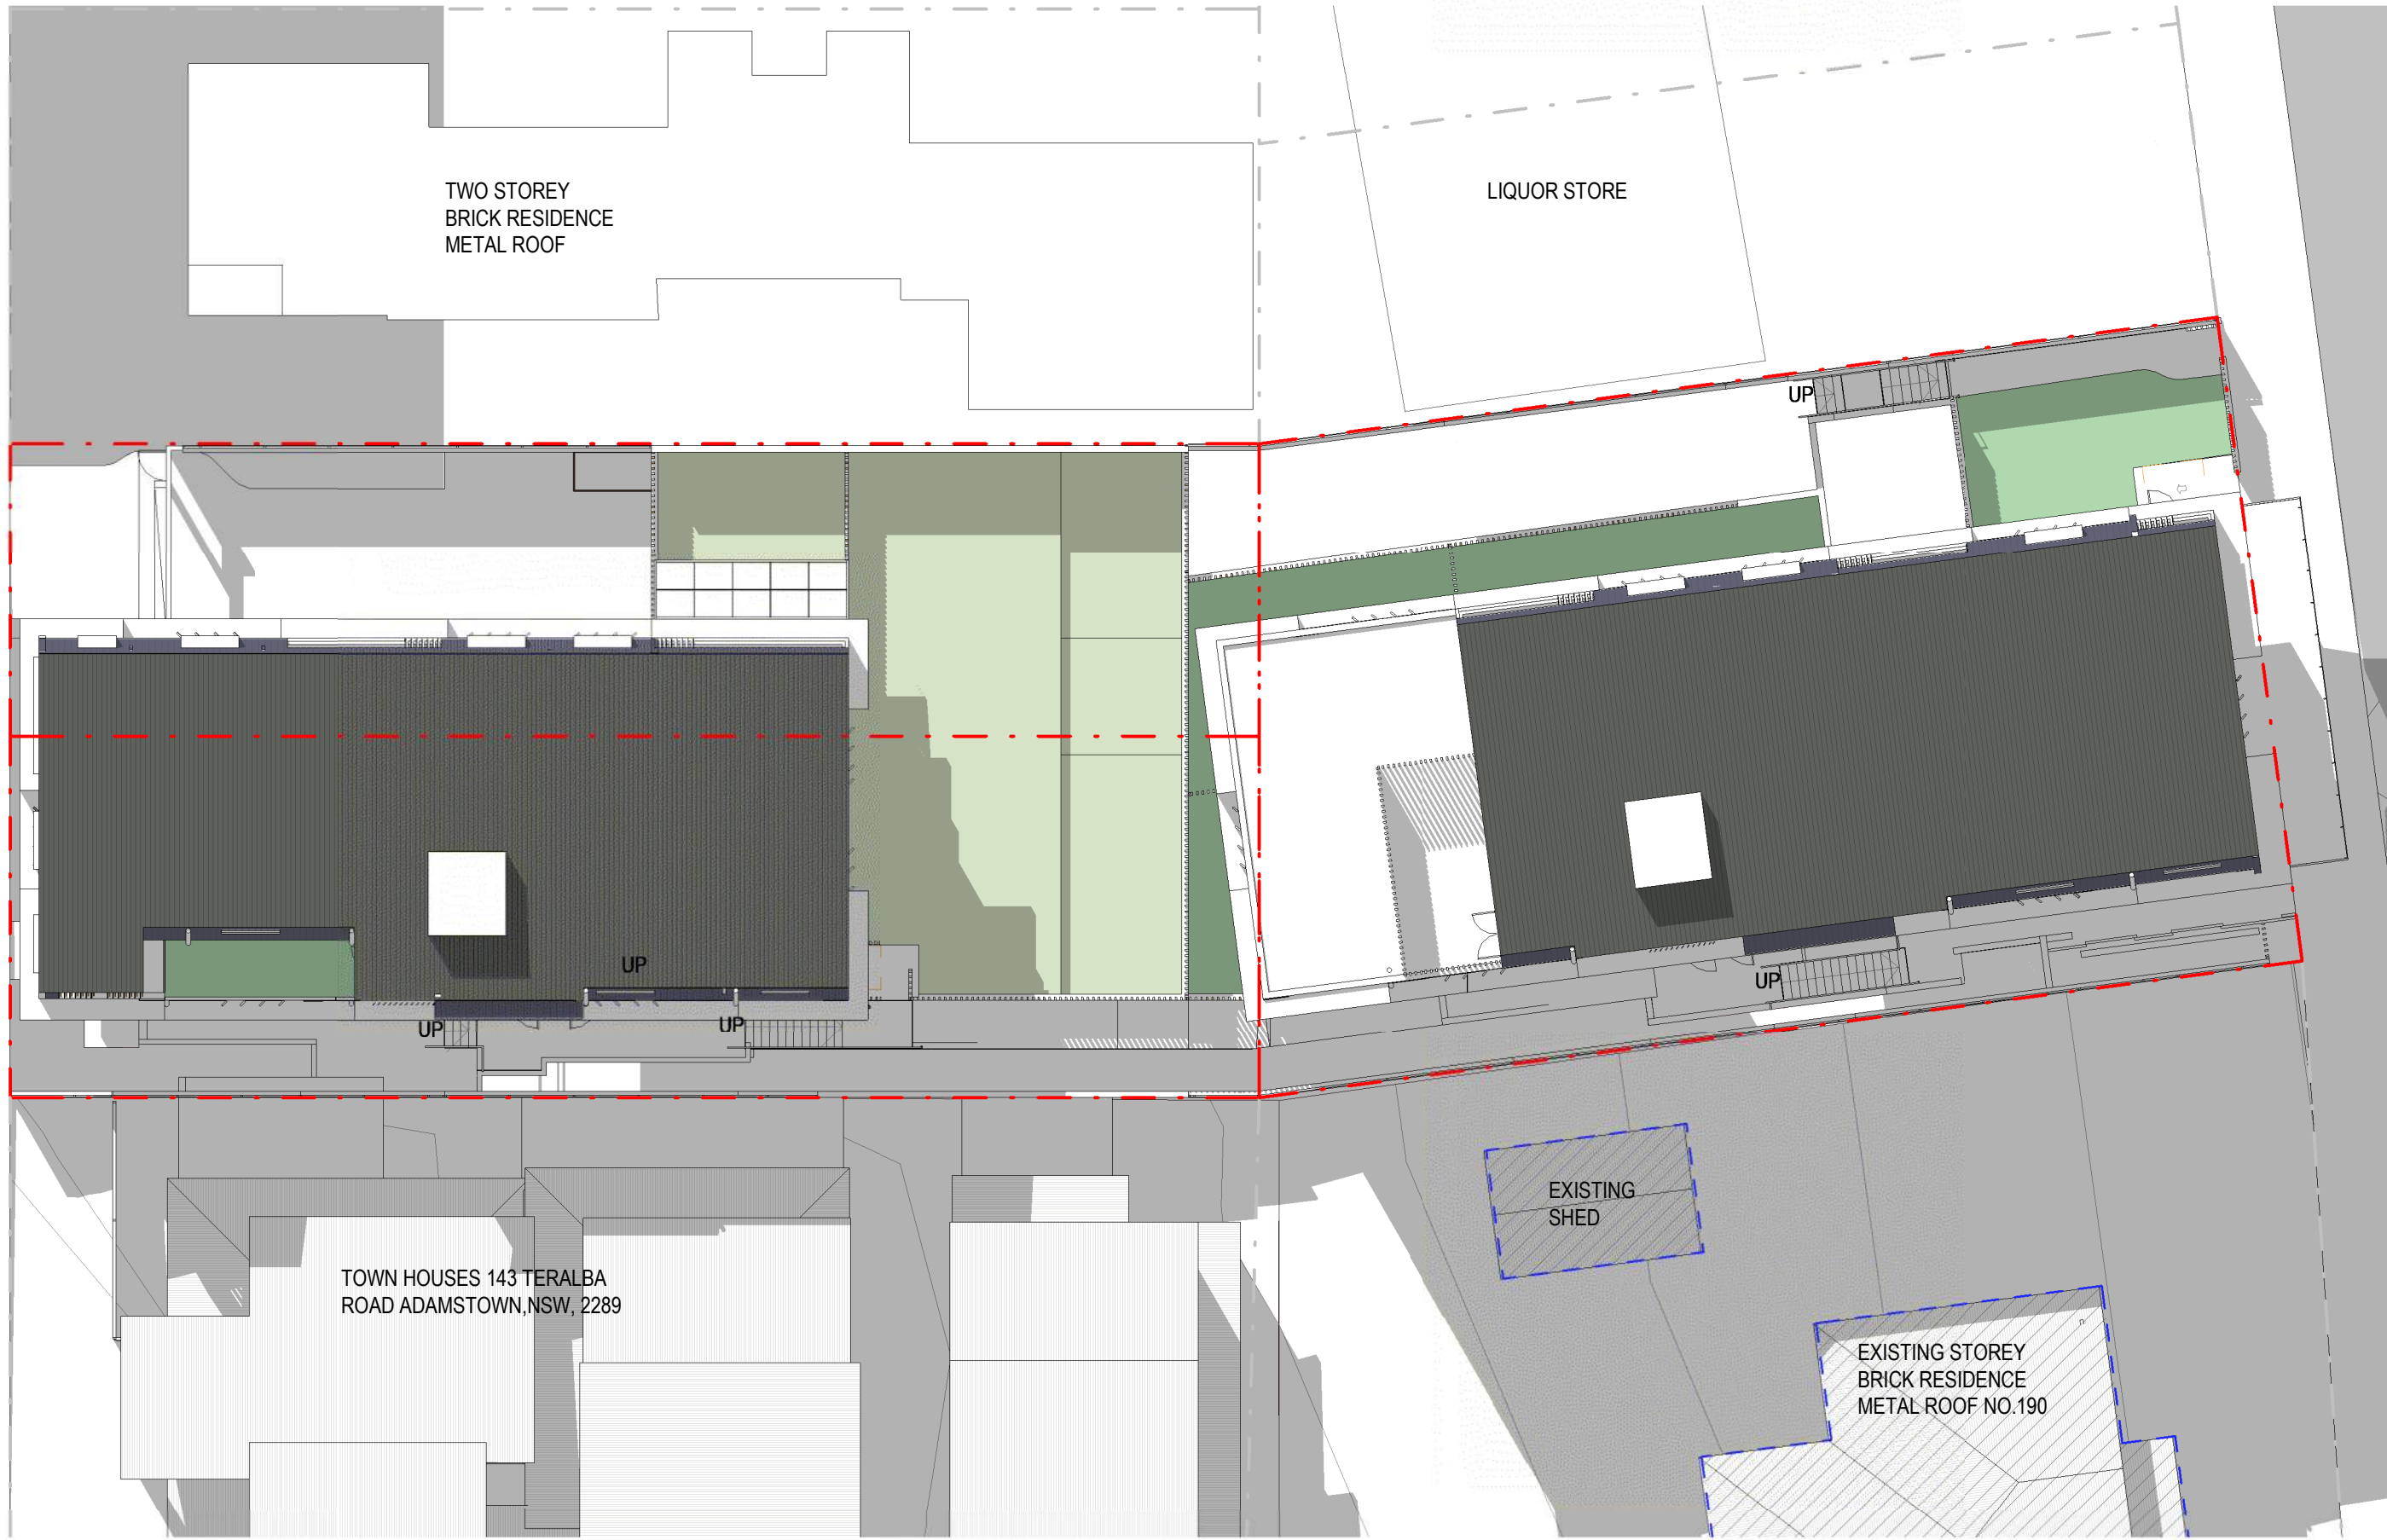 TWO STOREY
BRICK RESIDENCE
METAL ROOF
LIQUOR STORE
UP
UP
UP
UP
UP
EXISTING
SHED
TOWN HOUSES 143 TERALBA
ROAD ADAMSTOWN,NSW, 2289
EXISTING STOREY
BRICK RESIDENCE
METAL ROOF NO.190